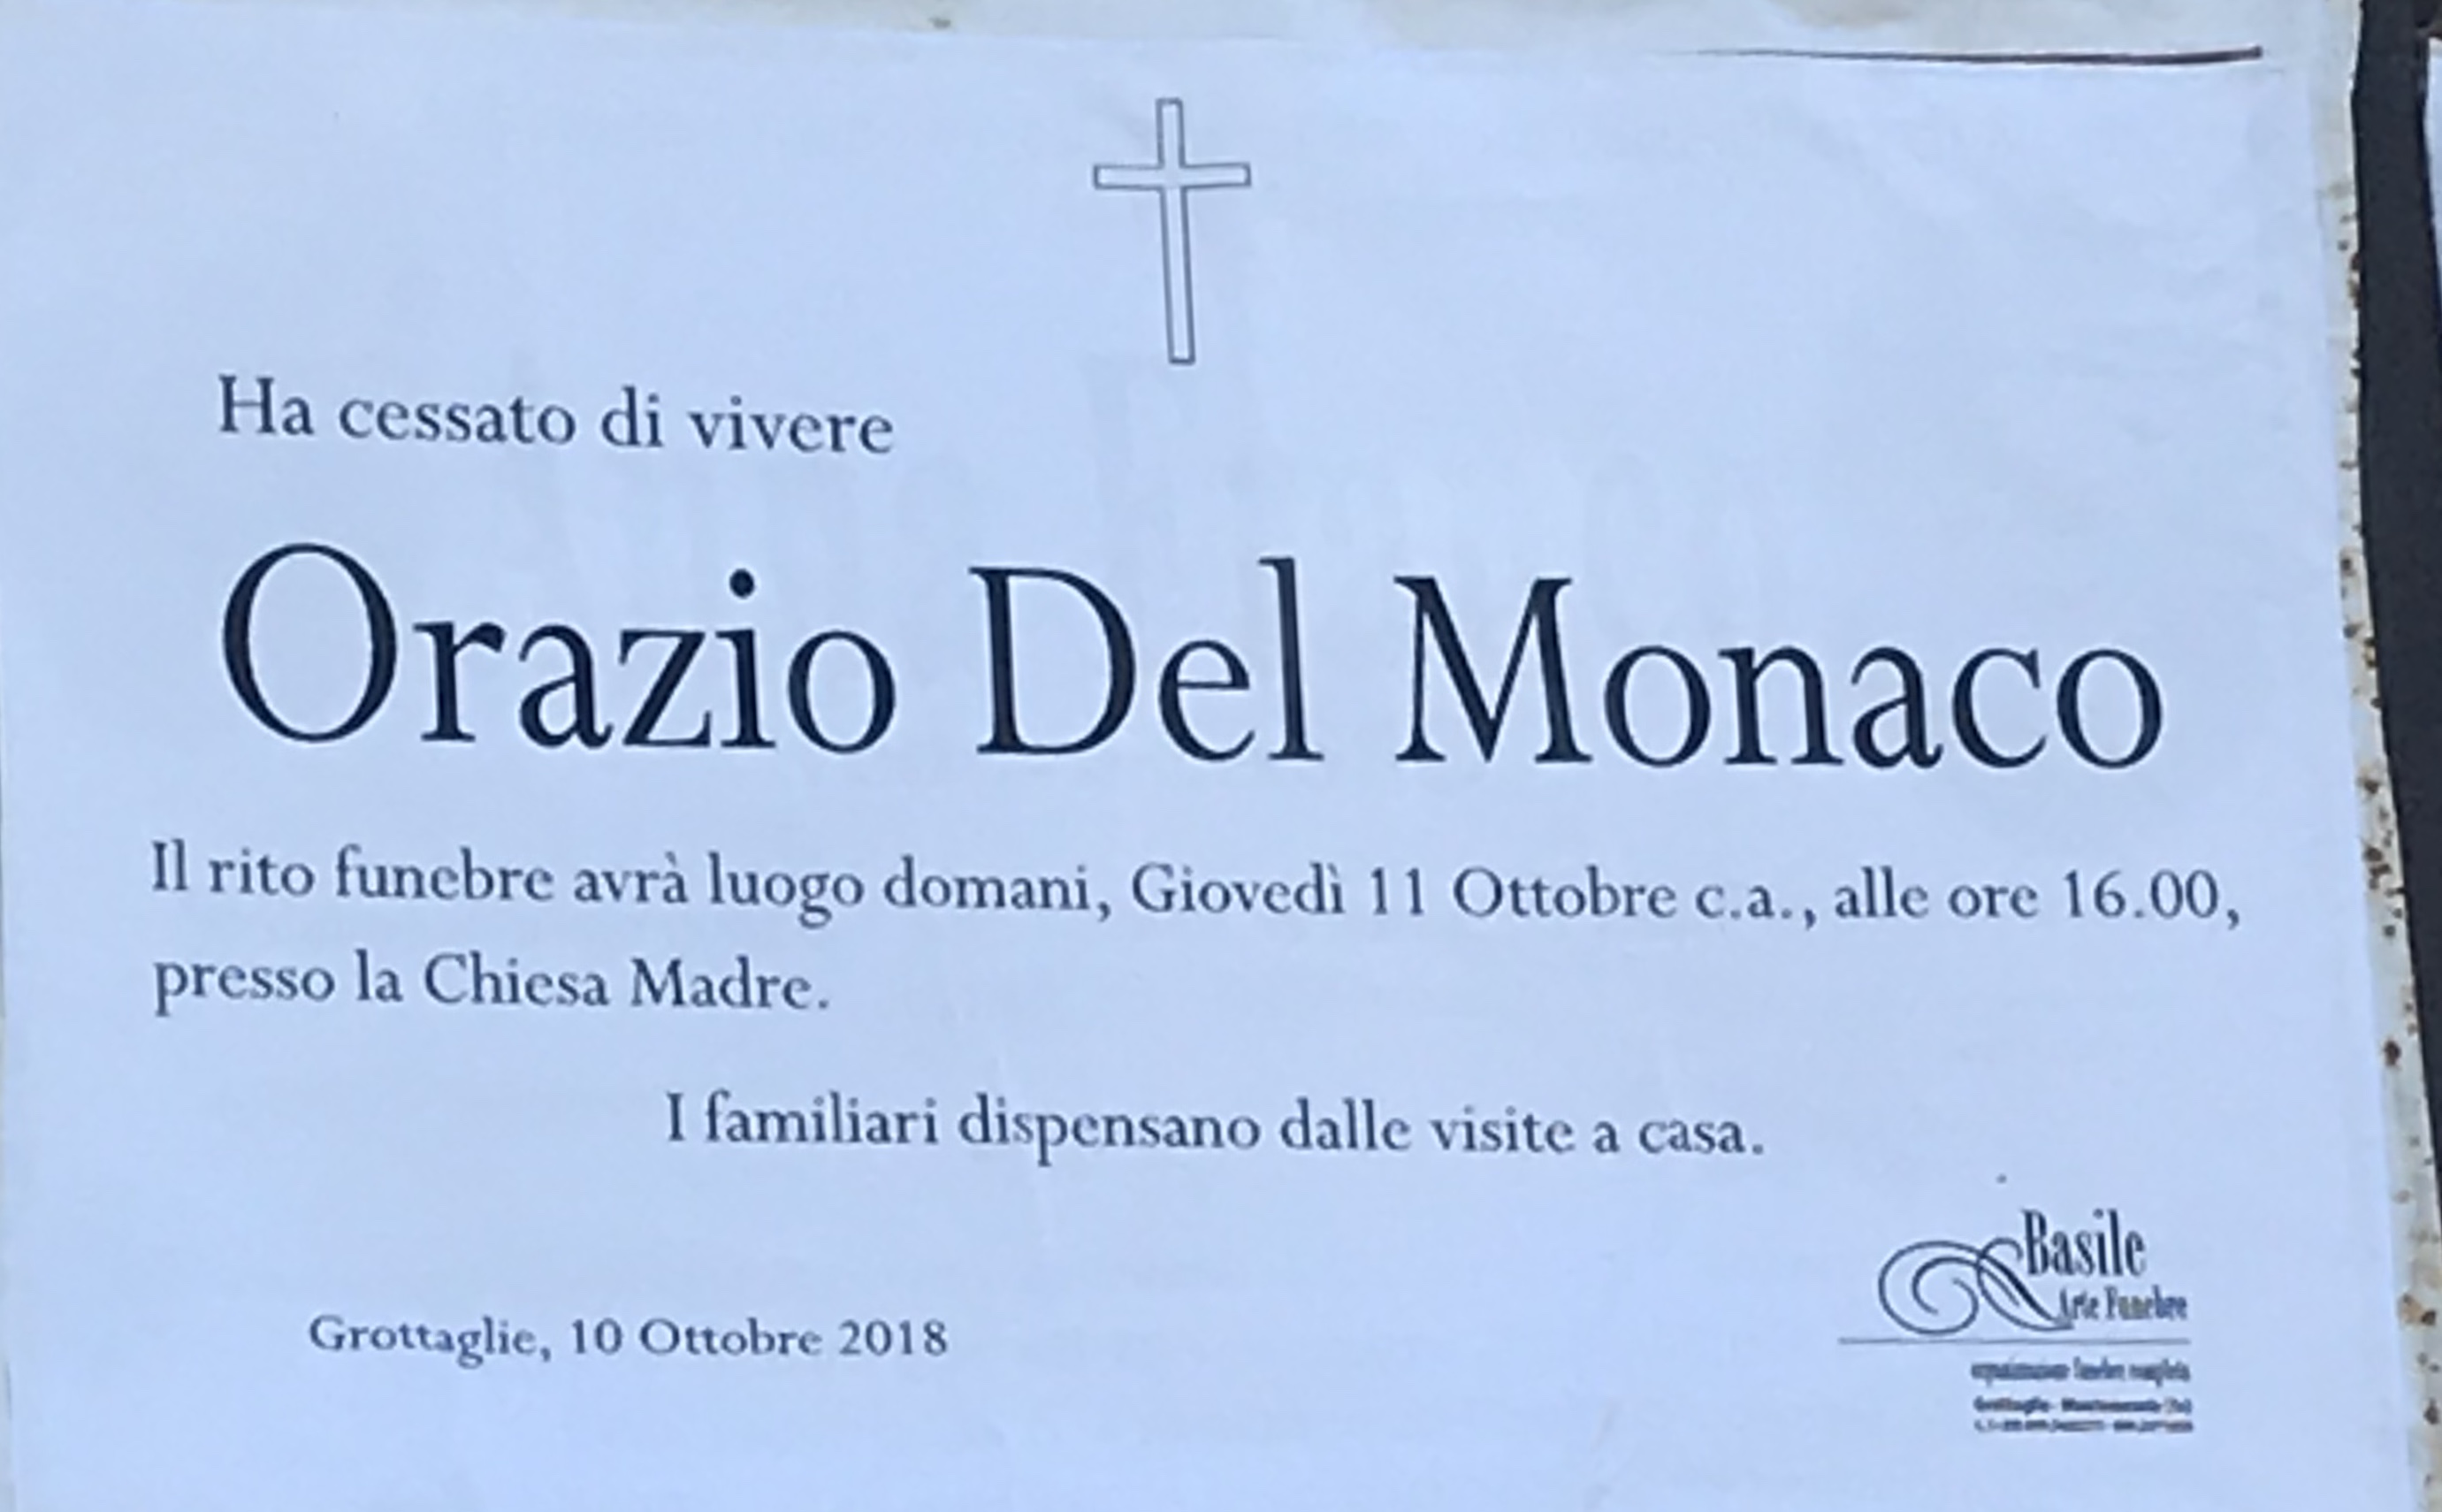 Ha cessato di vivere
Orazio Del Monaco
Il rito funebre avrà luogo domani, Giovedì 11 Ottobre c.a., alle ore 16.00,
presso la Chiesa Madre.
I familiari dispensano dalle visite a casa.
Grottaglie, 10 Ottobre 2018
Basile
Arte Funebre